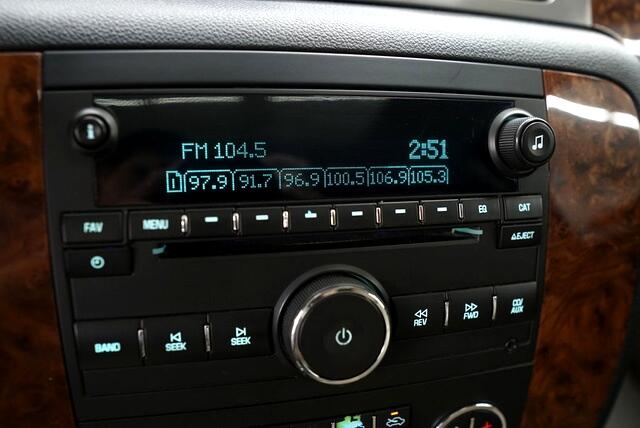 FM 104.5 2:51
1 97.9 91.7 96.9 100.5 106.9 105.3
FAV MENU EQ CAT
EJECT
BAND SEEK SEEK REV FWD CD/AUX